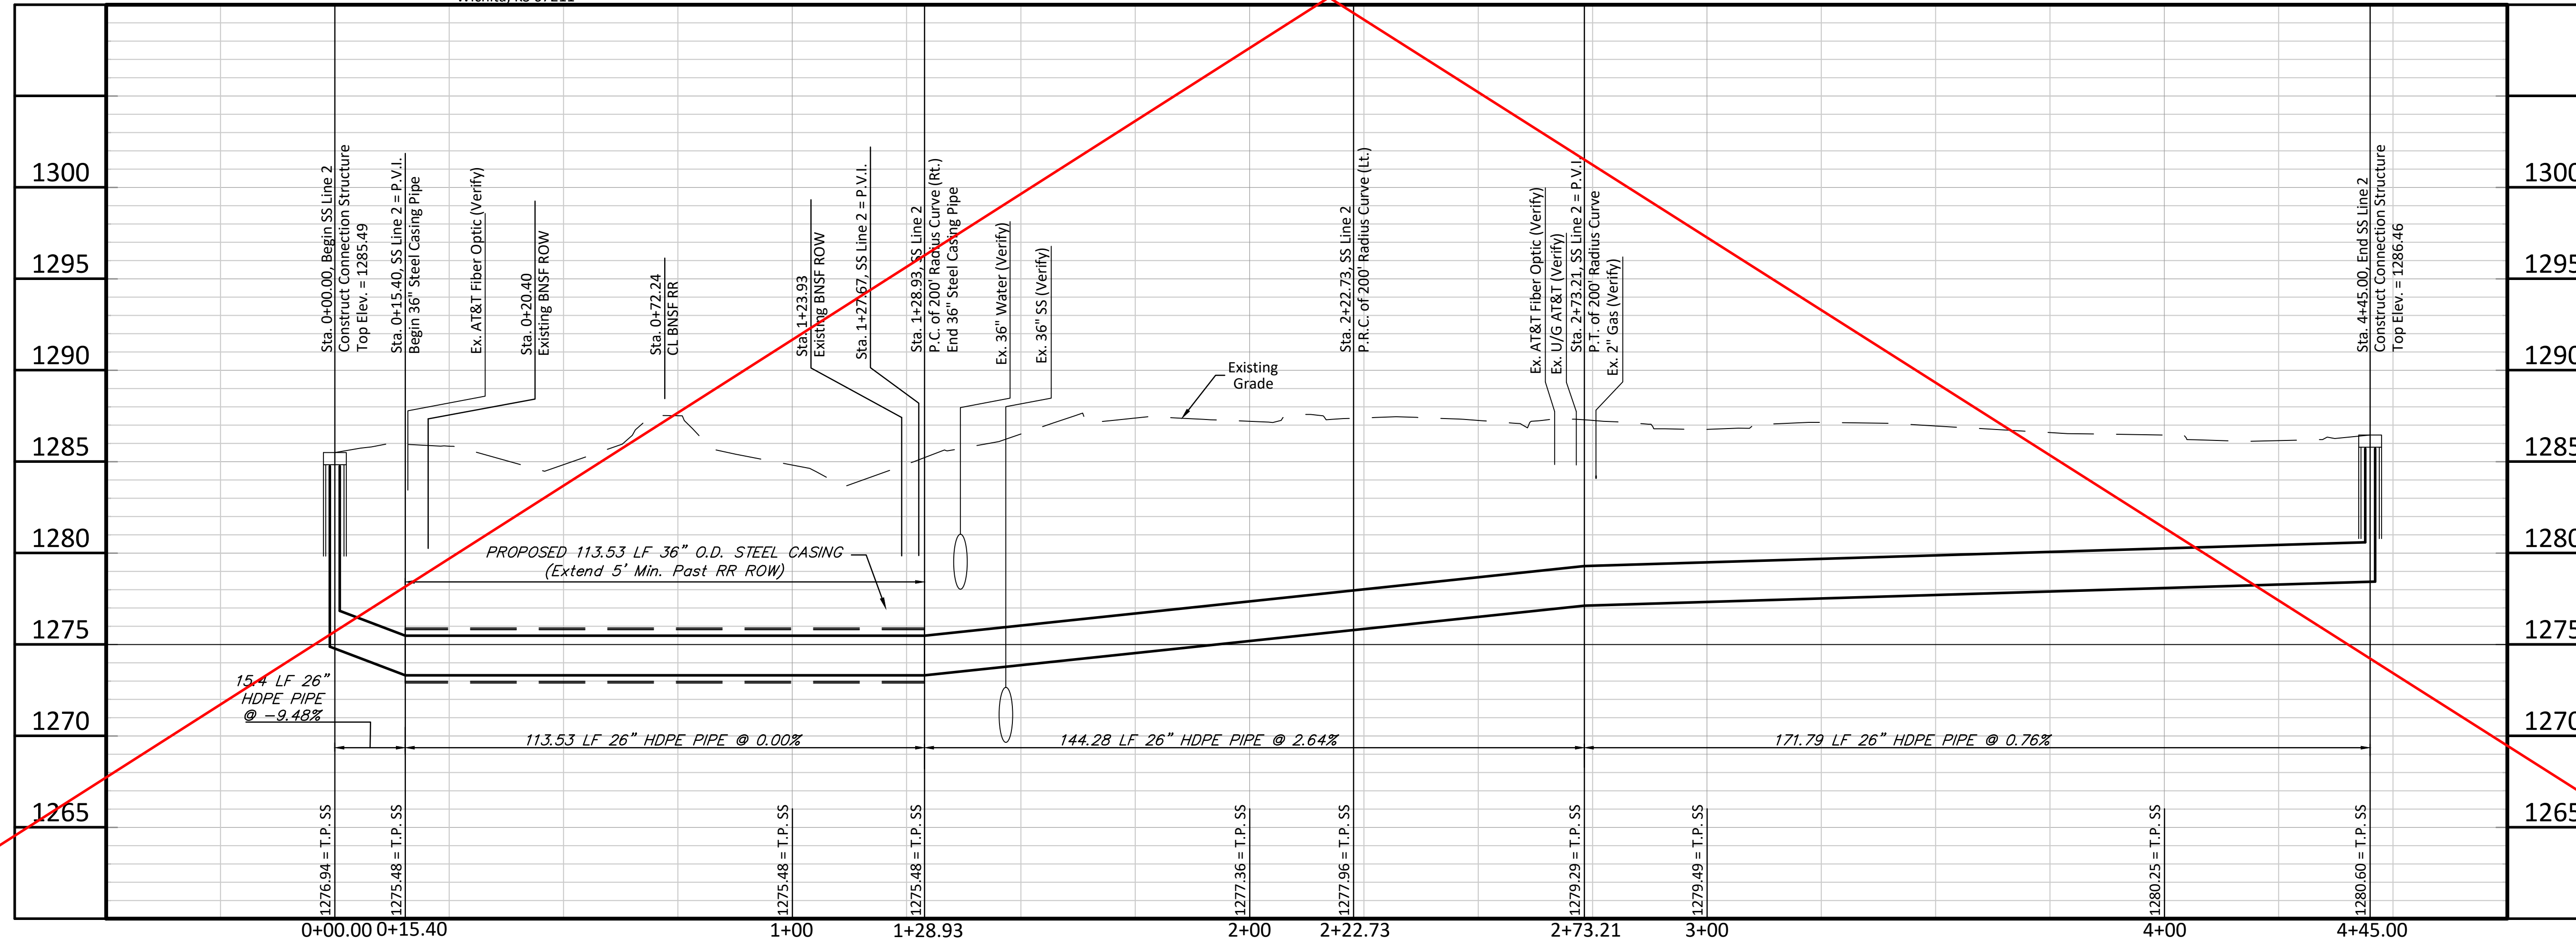 Wichita, KS 67211
1300
1295
1290
1285
1280
1275
1270
1265
Sta. 0+00.00, Begin SS Line 2
Construct Connection Structure
Top Elev. = 1285.49
Sta. 0+15.40, SS Line 2 = P.V.I.
Begin 36" Steel Casing Pipe
Ex. AT&T Fiber Optic (Verify)
Sta. 0+20.40
Existing BNSF ROW
Sta. 0+72.24
CL BNSF RR
Sta. 1+23.93
Existing BNSF ROW
Sta. 1+27.67, SS Line 2 = P.V.I.
Sta. 1+28.93, SS Line 2
P.C. of 200' Radius Curve (Rt.)
End 36" Steel Casing Pipe
Ex. 36" Water (Verify)
Ex. 36" SS (Verify)
Existing
Grade
Sta. 2+22.73, SS Line 2
P.R.C. of 200' Radius Curve (Lt.)
Ex. AT&T Fiber Optic (Verify)
Ex. U/G AT&T (Verify)
Sta. 2+73.21, SS Line 2 = P.V.I.
P.T. of 200' Radius Curve
Ex. 2" Gas (Verify)
Sta. 4+45.00, End SS Line 2
Construct Connection Structure
Top Elev. = 1286.46
PROPOSED 113.53 LF 36" O.D. STEEL CASING
(Extend 5' Min. Past RR ROW)
15.4 LF 26"
HDPE PIPE
@ -9.48%
113.53 LF 26" HDPE PIPE @ 0.00%
144.28 LF 26" HDPE PIPE @ 2.64%
171.79 LF 26" HDPE PIPE @ 0.76%
1276.94 = T.P. SS
1275.48 = T.P. SS
1275.48 = T.P. SS
1275.48 = T.P. SS
1277.36 = T.P. SS
1277.96 = T.P. SS
1279.29 = T.P. SS
1279.49 = T.P. SS
1280.25 = T.P. SS
1280.60 = T.P. SS
0+00.00
0+15.40
1+00
1+28.93
2+00
2+22.73
2+73.21
3+00
4+00
4+45.00
1300
1295
1290
1285
1280
1275
1270
1265